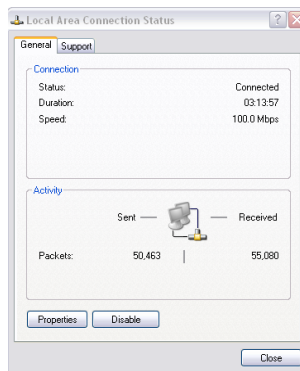 Local Area Connection Status
General Support
Connection
Status: Connected
Duration: 03:13:57
Speed: 100.0 Mbps
Activity
Sent — — Received
Packets: 50,463 | 55,080
Properties Disable
Close